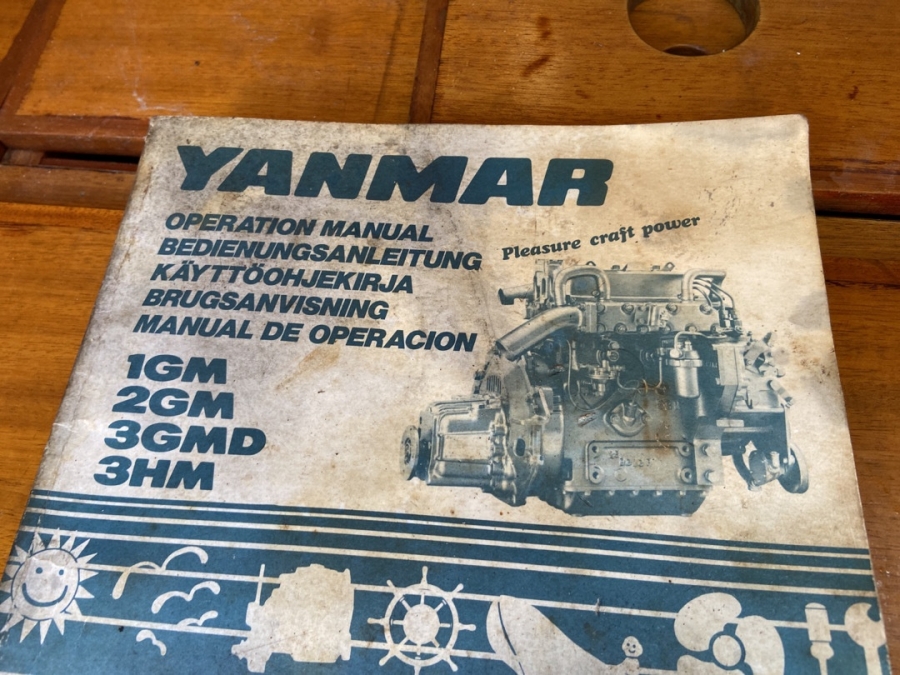 YANMAR
OPERATION MANUAL
BEDIENUNGSANLEITUNG
KÄYTTÖOHJEKIRJA
BRUGSANVISNING
MANUAL DE OPERACION
Pleasure craft power
1GM
2GM
3GMD
3HM